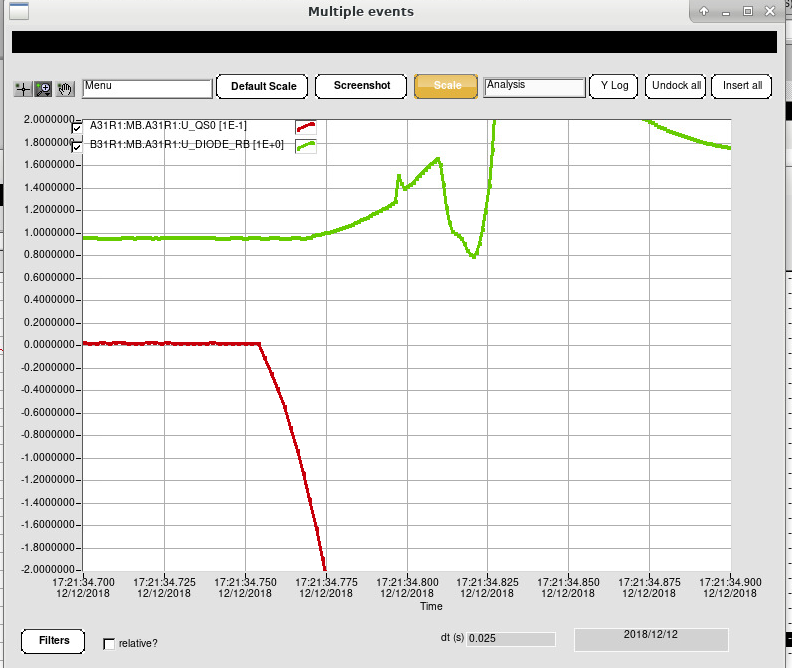 Multiple events
Menu
Default Scale
Screenshot
Scale
Analysis
Y Log
Undock all
Insert all
A31R1:MB.A31R1:U_QS0 [1E-1]
B31R1:MB.A31R1:U_DIODE_RB [1E+0]
2.0000000
1.8000000
1.6000000
1.4000000
1.2000000
1.0000000
0.8000000
0.6000000
0.4000000
0.2000000
0.0000000
-0.2000000
-0.4000000
-0.6000000
-0.8000000
-1.0000000
-1.2000000
-1.4000000
-1.6000000
-1.8000000
-2.0000000
17:21:34.700 17:21:34.725 17:21:34.750 17:21:34.775 17:21:34.800 17:21:34.825 17:21:34.850 17:21:34.875 17:21:34.900
12/12/2018 12/12/2018 12/12/2018 12/12/2018 12/12/2018 12/12/2018 12/12/2018 12/12/2018 12/12/2018
Time
Filters
relative?
dt (s) 0.025
2018/12/12